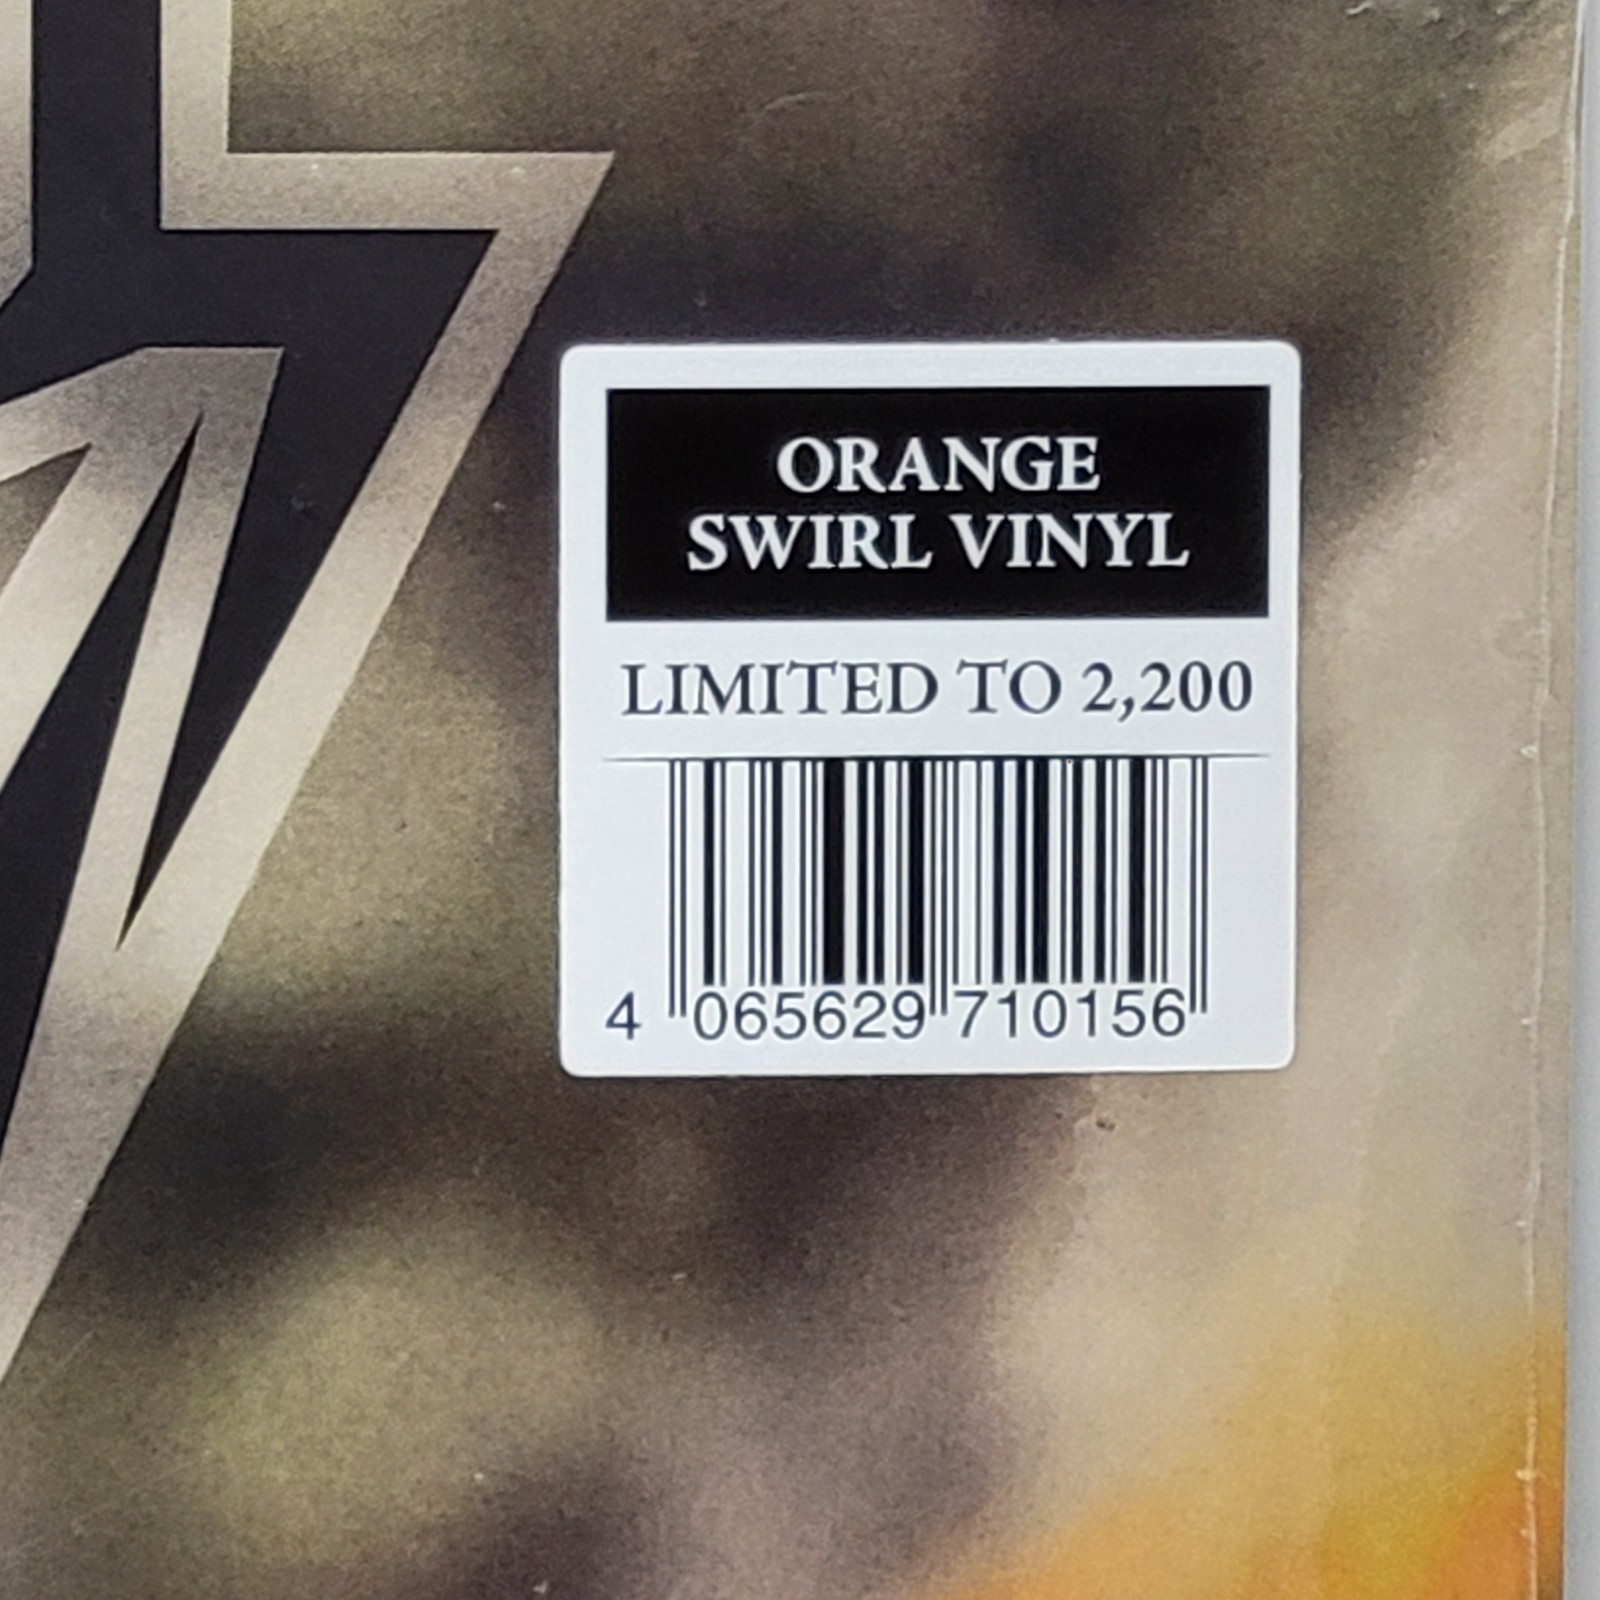 ORANGE
SWIRL VINYL
LIMITED TO 2,200
4 065629 710156